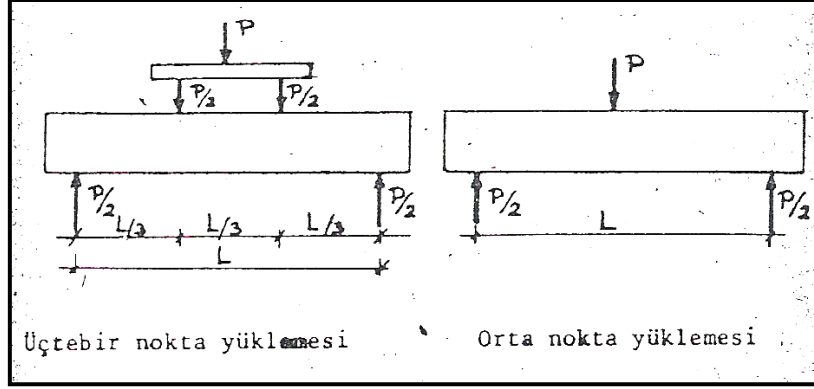 P
P/2 P/2
P/2 P/2
L/3 L/3 L/3
L
Üçtebir nokta yüklemesi
P
P/2 P/2
L
Orta nokta yüklemesi